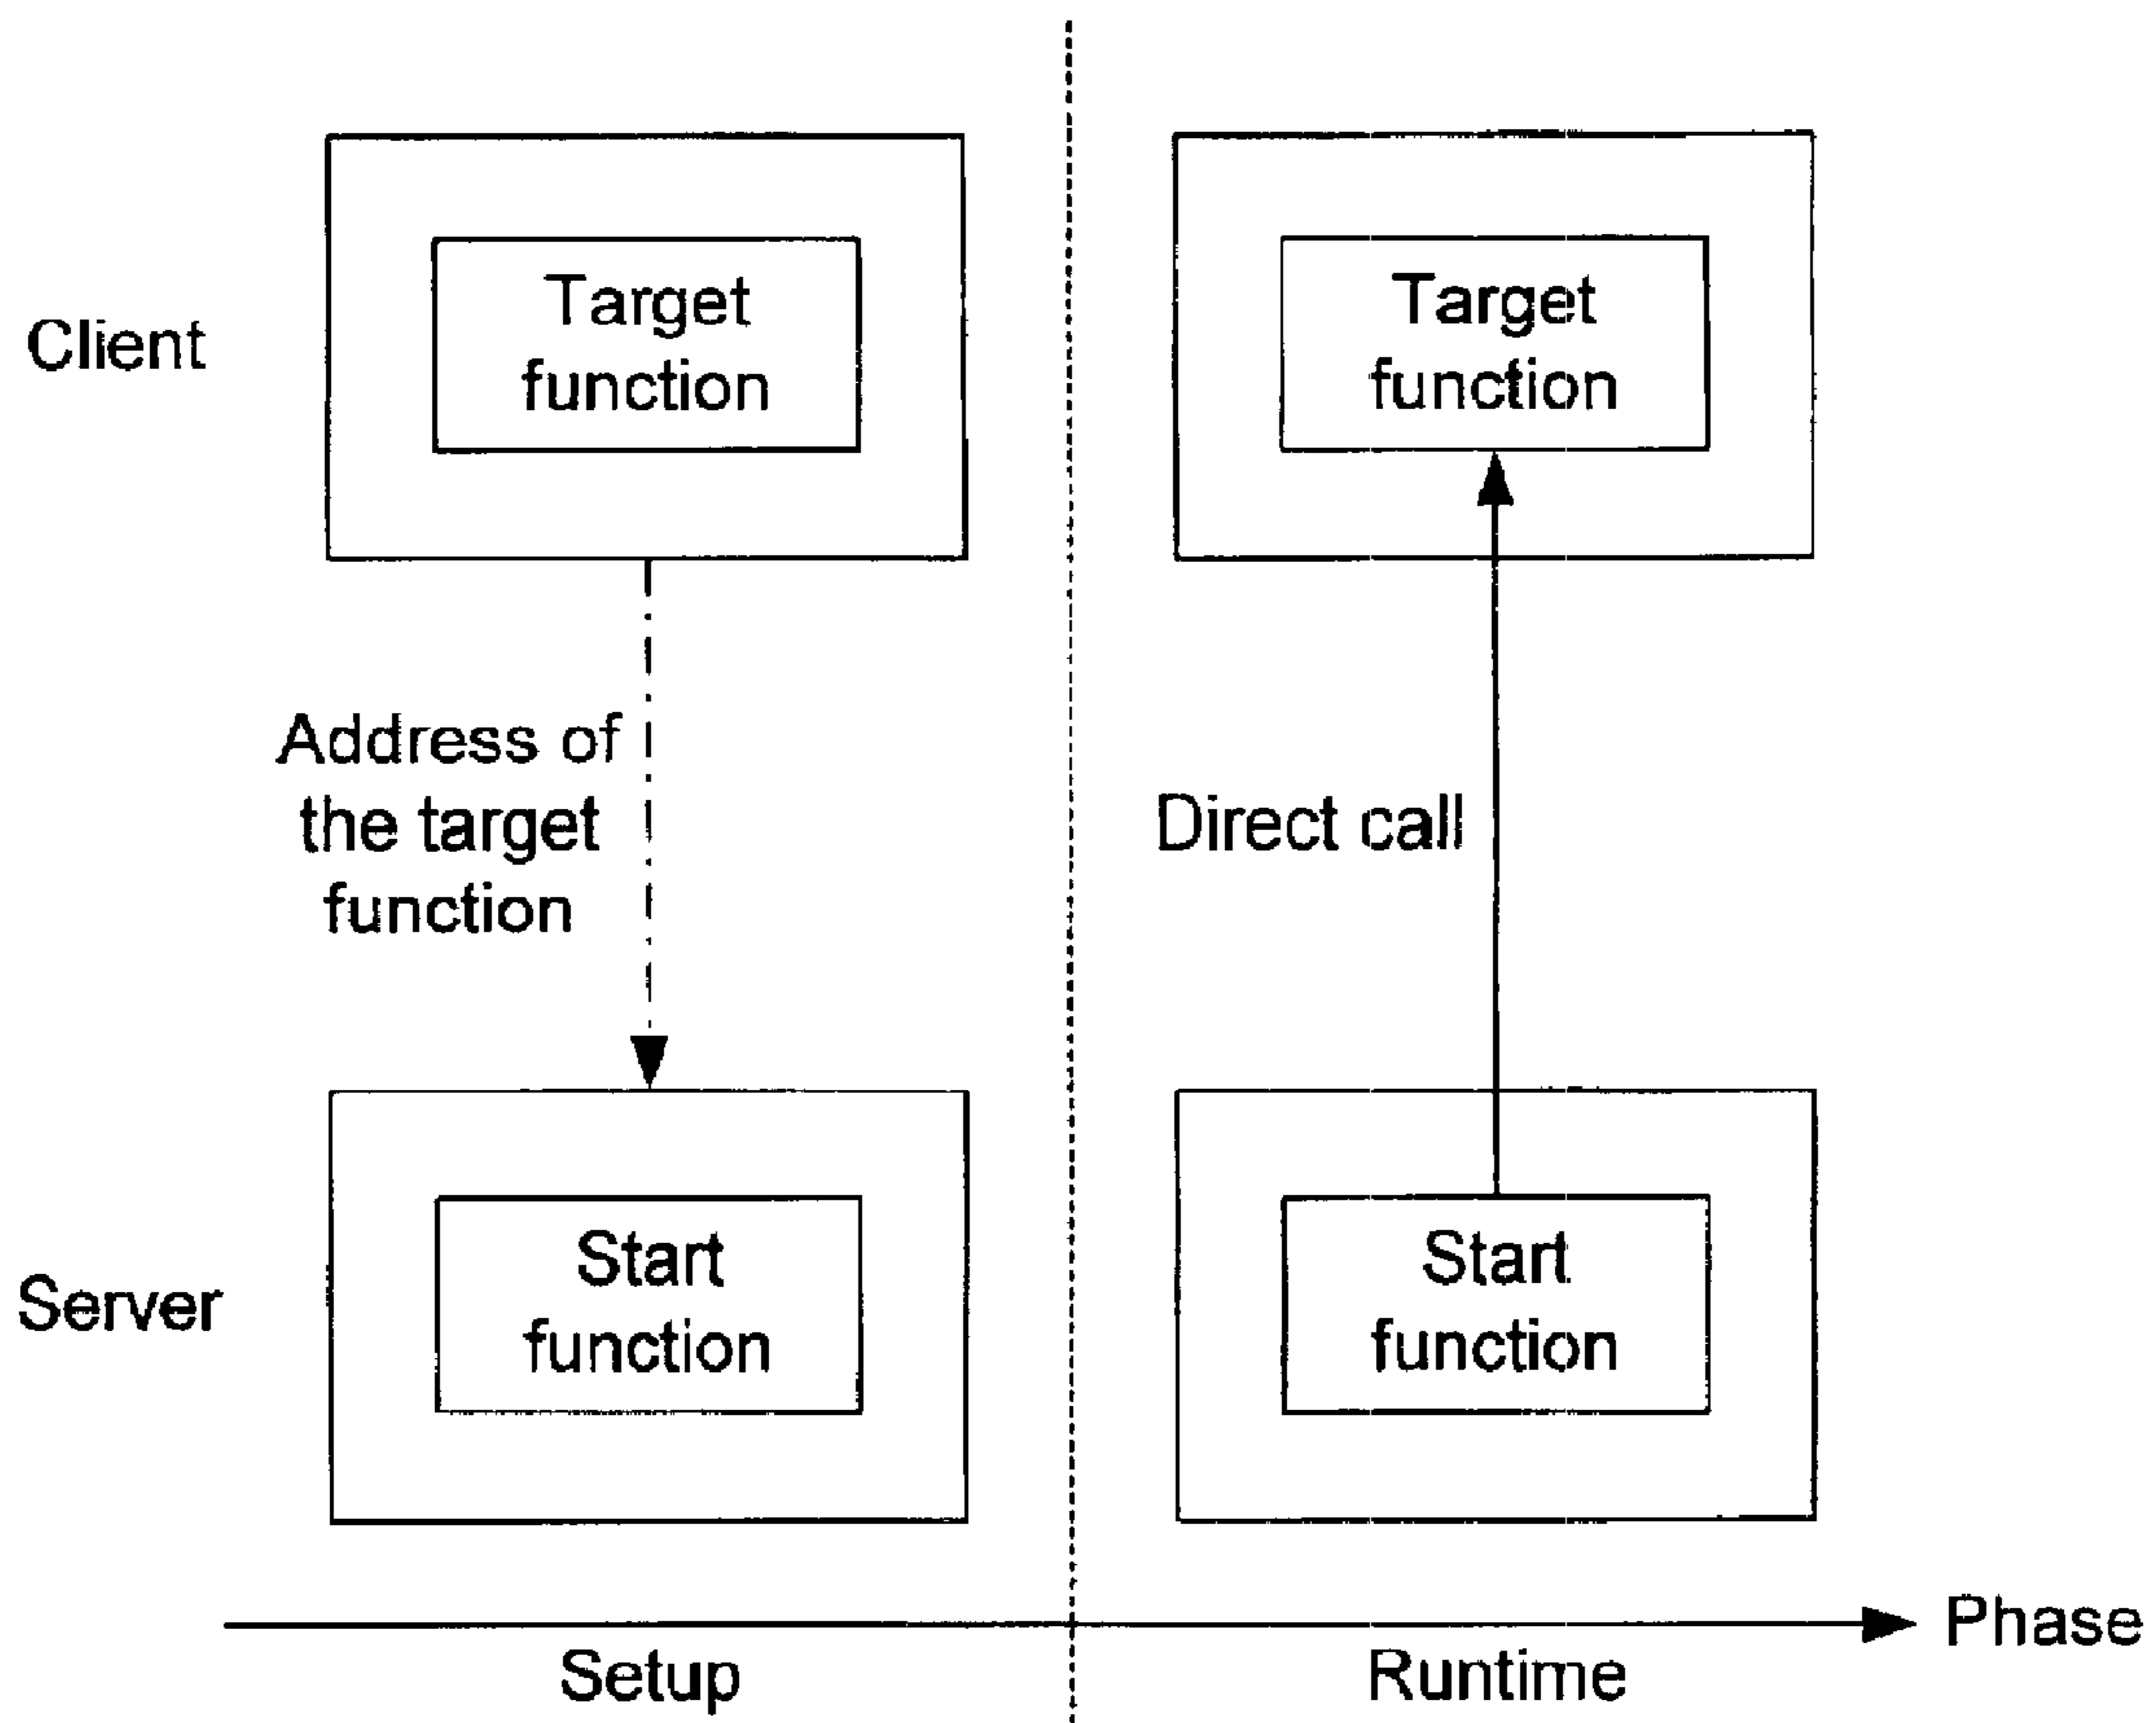 Client
Target
function
Target
function
Address of
the target
function
Direct call
Server
Start
function
Start
function
Phase
Setup
Runtime